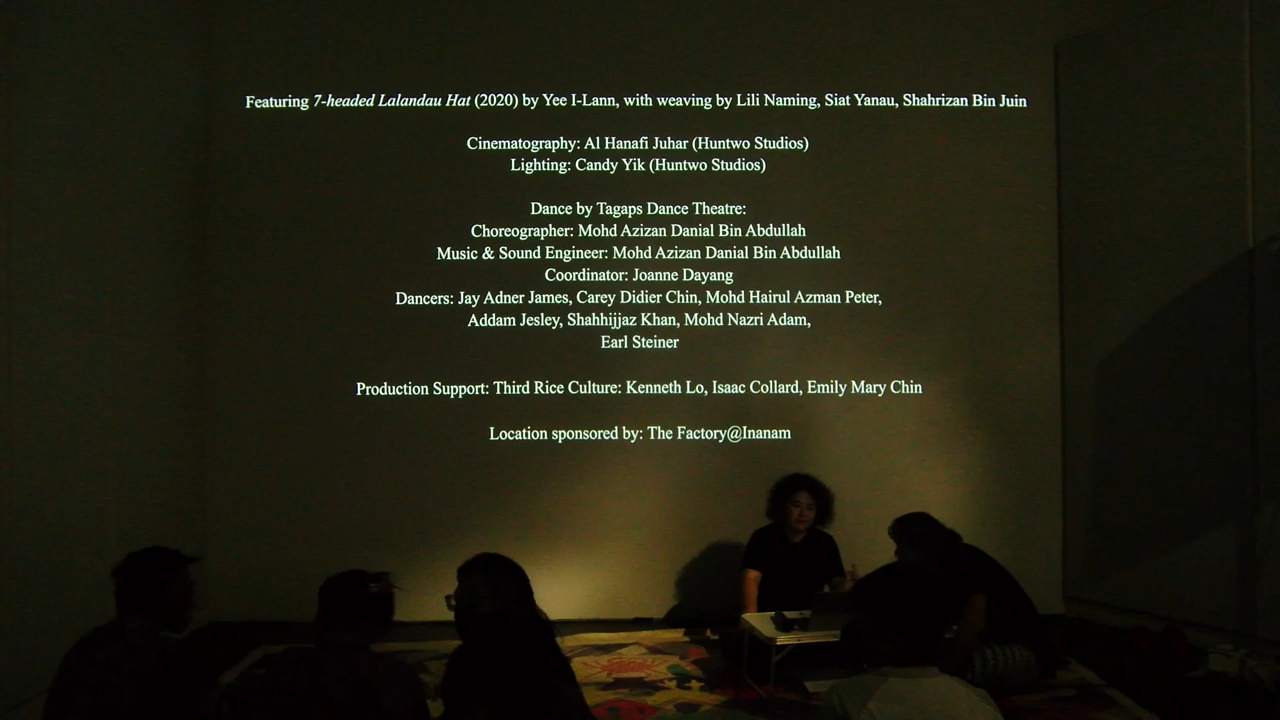 Featuring 7-headed Lalandau Hat (2020) by Yee I-Lann, with weaving by Lili Naming, Siat Yanau, Shahrizan Bin Juin
Cinematography: Al Hanafi Juhar (Huntwo Studios)
Lighting: Candy Yik (Huntwo Studios)
Dance by Tagaps Dance Theatre:
Choreographer: Mohd Azizan Danial Bin Abdullah
Music & Sound Engineer: Mohd Azizan Danial Bin Abdullah
Coordinator: Joanne Dayang
Dancers: Jay Adner James, Carey Didier Chin, Mohd Hairul Azman Peter,
Addam Jesley, Shahhijjaz Khan, Mohd Nazri Adam,
Earl Steiner
Production Support: Third Rice Culture: Kenneth Lo, Isaac Collard, Emily Mary Chin
Location sponsored by: The Factory@Inanam